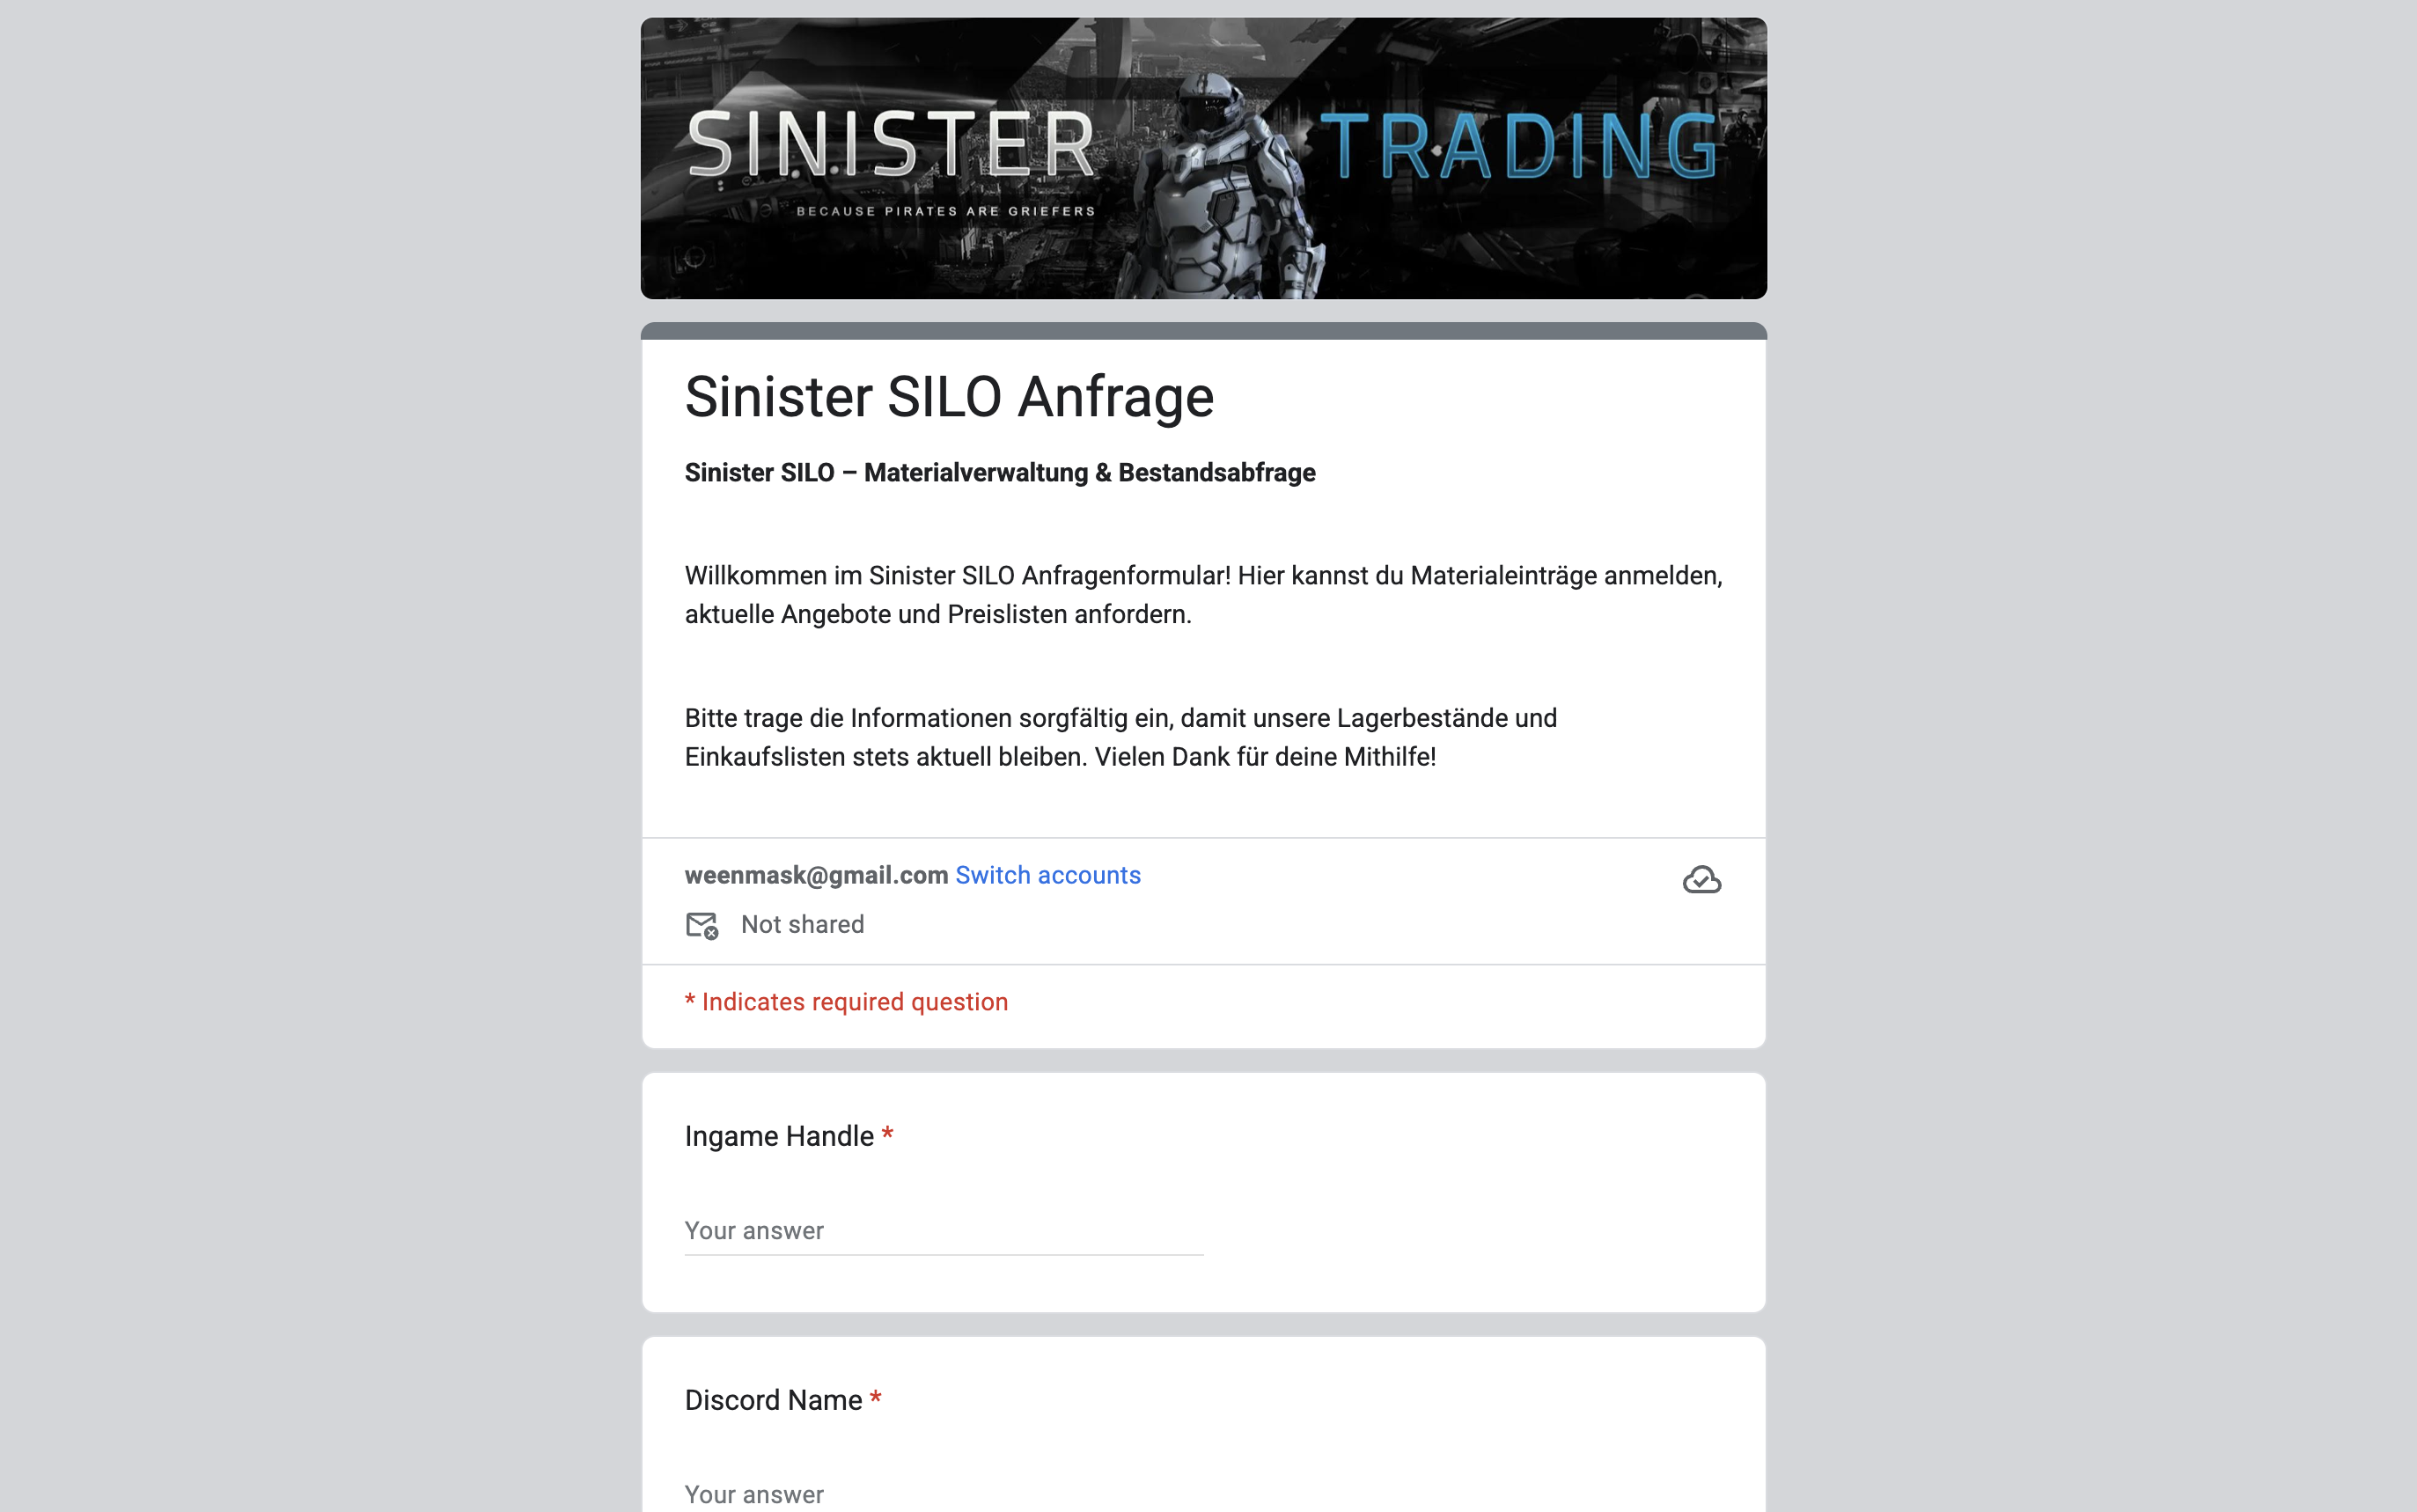 SINISTER TRADING
BECAUSE PIRATES ARE GRIEFERS
Sinister SILO Anfrage
Sinister SILO – Materialverwaltung & Bestandsabfrage
Willkommen im Sinister SILO Anfragenformular! Hier kannst du Materialeinträge anmelden,
aktuelle Angebote und Preislisten anfordern.
Bitte trage die Informationen sorgfältig ein, damit unsere Lagerbestände und
Einkaufslisten stets aktuell bleiben. Vielen Dank für deine Mithilfe!
weenmask@gmail.com Switch accounts
Not shared
* Indicates required question
Ingame Handle *
Your answer
Discord Name *
Your answer